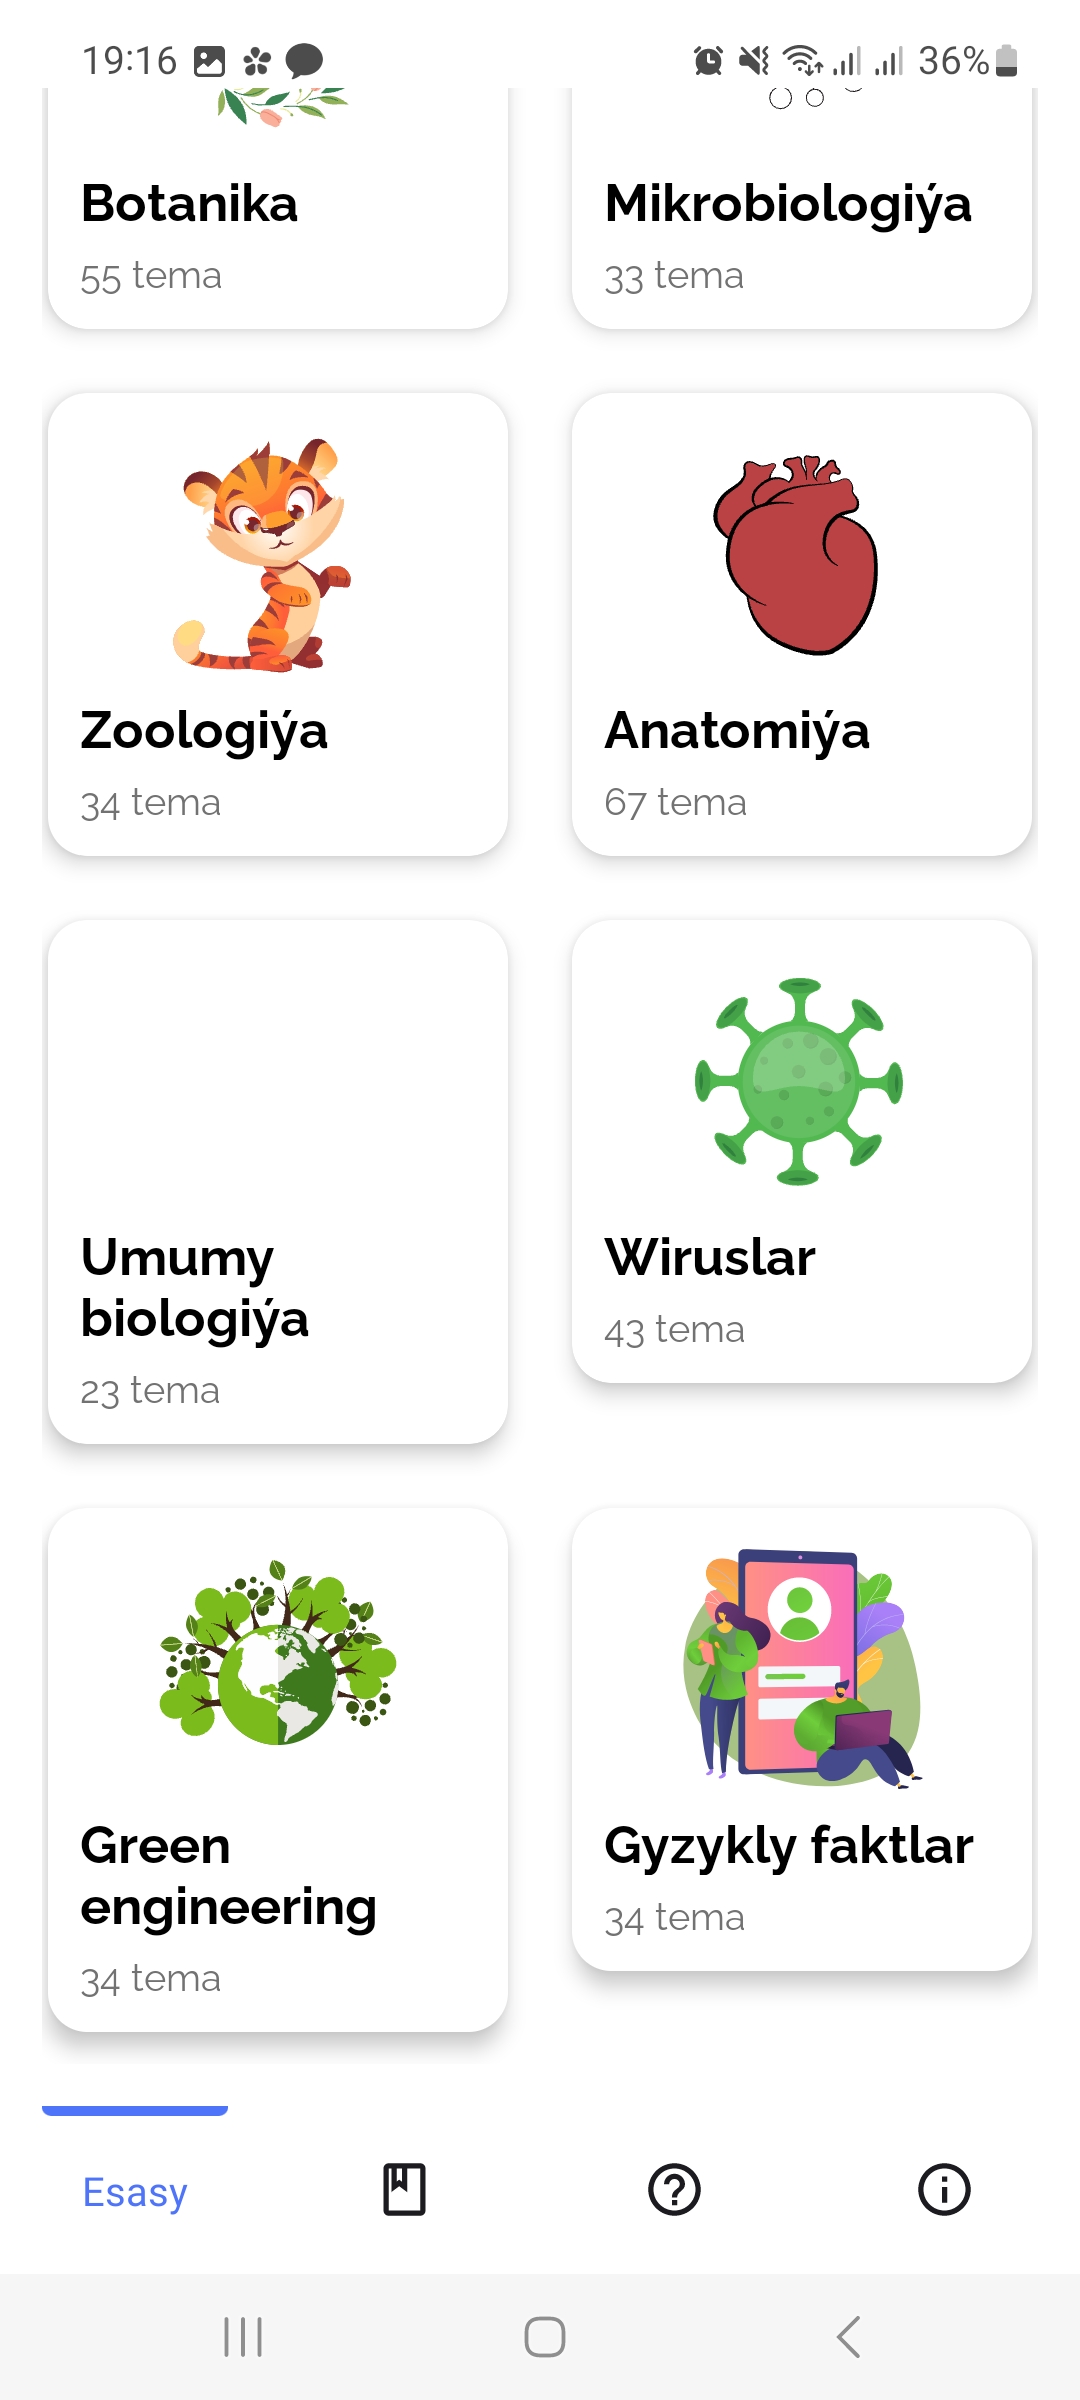 19:16
36%
Botanika
55 tema
Mikrobiologiýa
33 tema
Zoologiýa
34 tema
Anatomiýa
67 tema
Umumy
biologiýa
23 tema
Wiruslar
43 tema
Green
engineering
34 tema
Gyzykly faktlar
34 tema
Esasy